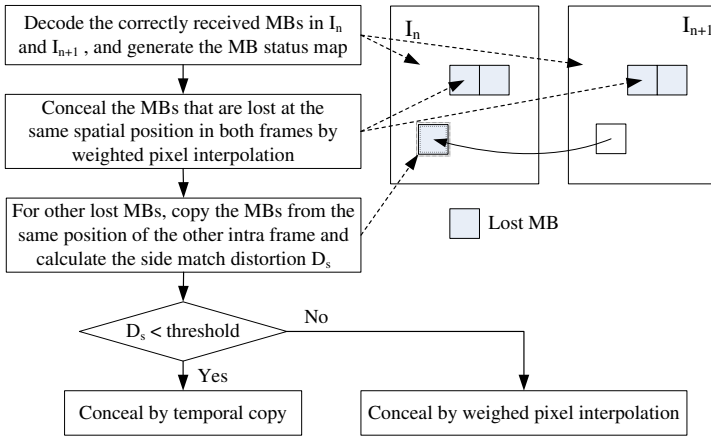 Decode the correctly received MBs in Iₙ
and Iₙ₊₁ , and generate the MB status map
Conceal the MBs that are lost at the
same spatial position in both frames by
weighted pixel interpolation
For other lost MBs, copy the MBs from the
same position of the other intra frame and
calculate the side match distortion Dₛ
Dₛ < threshold
No
Yes
Conceal by temporal copy
Conceal by weighed pixel interpolation
Iₙ
Iₙ₊₁
Lost MB